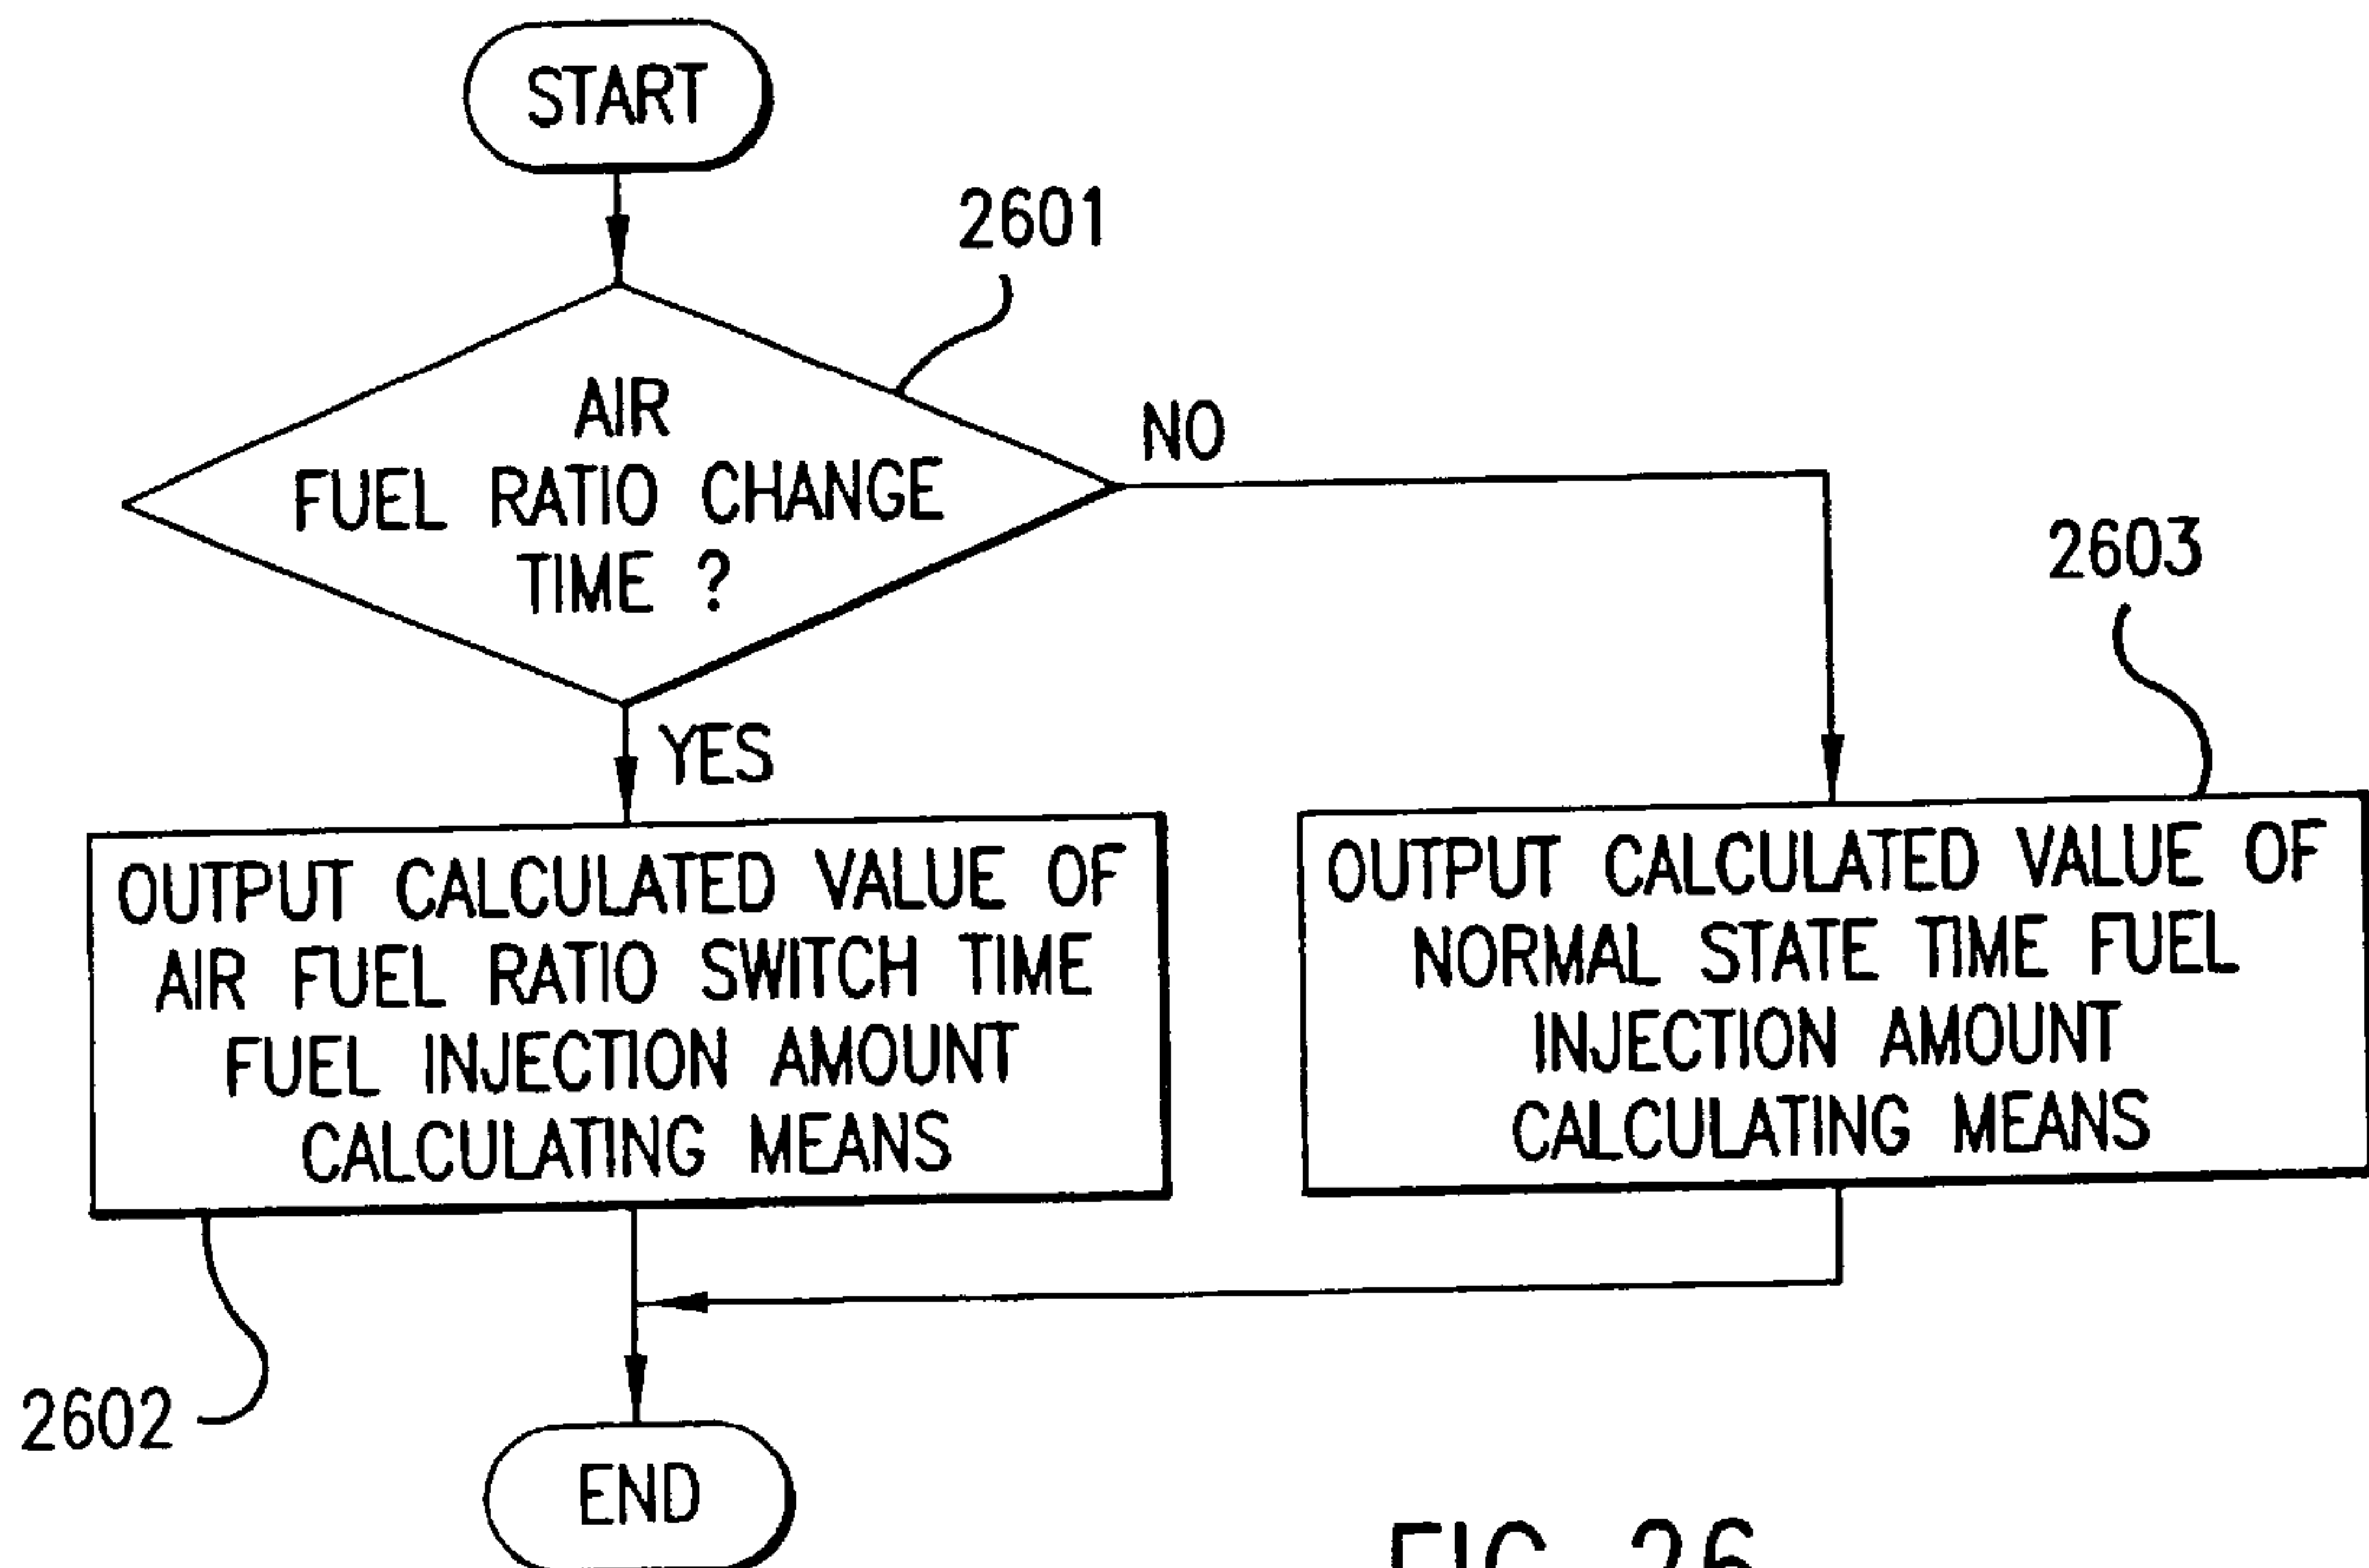 START
2601
AIR
FUEL RATIO CHANGE
TIME ?
NO
YES
2603
OUTPUT CALCULATED VALUE OF
AIR FUEL RATIO SWITCH TIME
FUEL INJECTION AMOUNT
CALCULATING MEANS
OUTPUT CALCULATED VALUE OF
NORMAL STATE TIME FUEL
INJECTION AMOUNT
CALCULATING MEANS
2602
END
FIG. 26